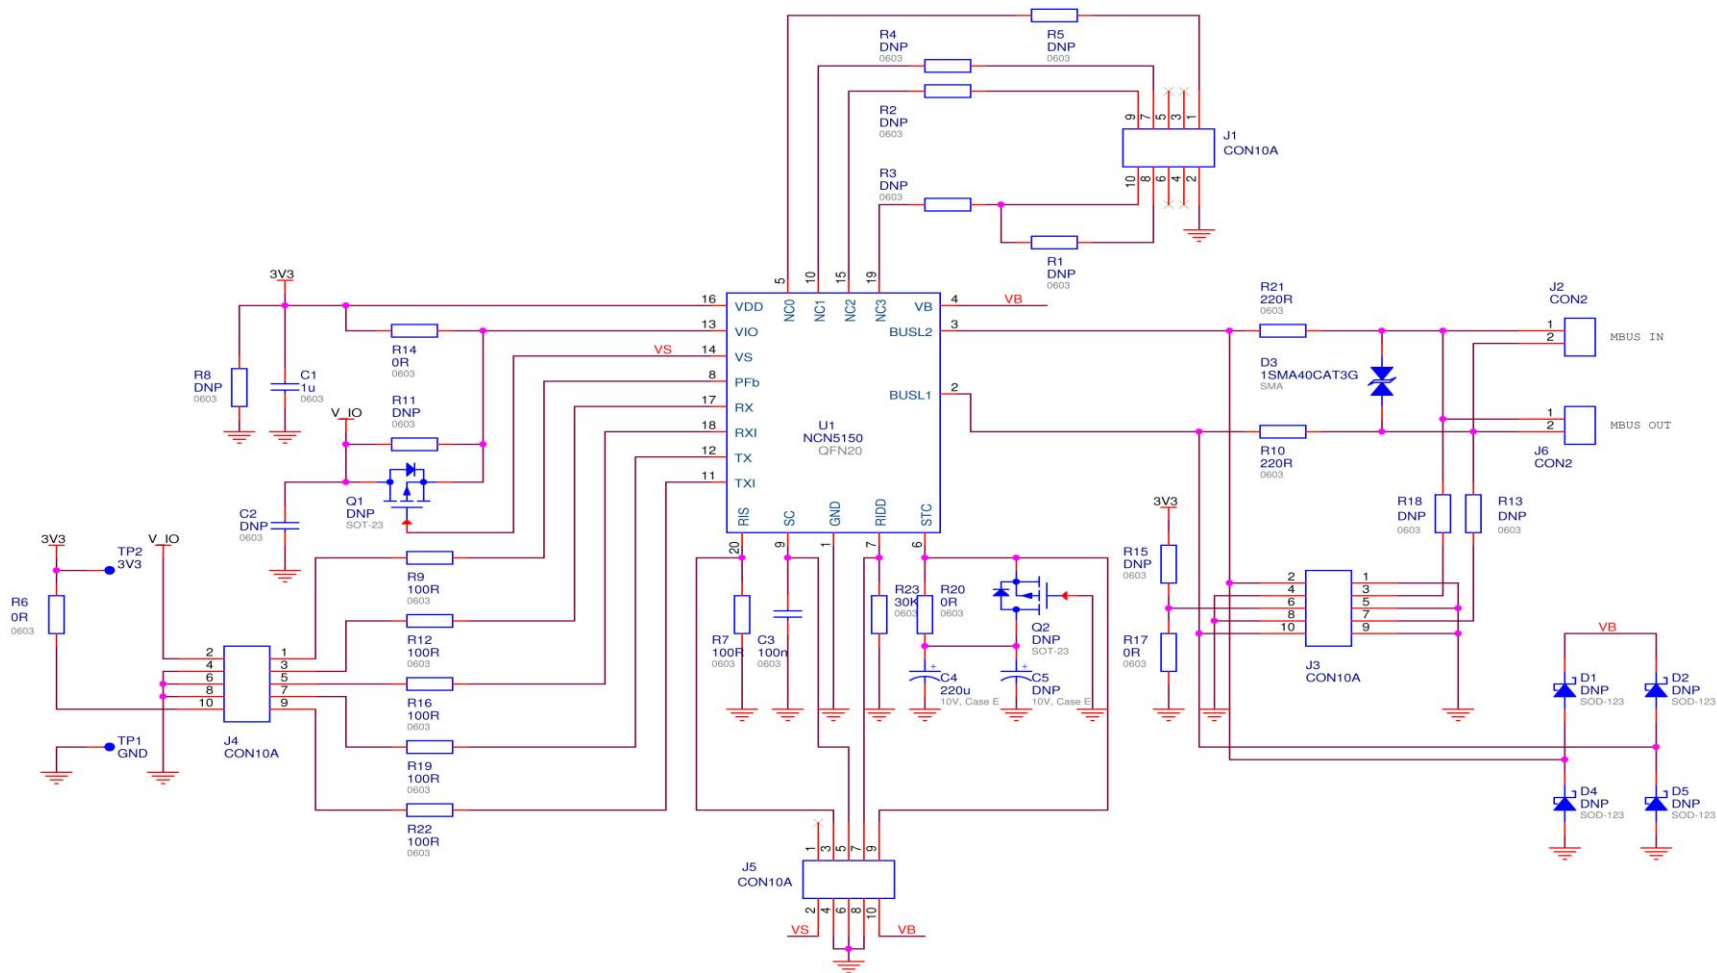 R5
DNP
0603
R4
DNP
0603
R2
DNP
0603
9
7
5
3
1
J1
CON10A
10
8
6
4
2
R3
DNP
0603
R1
DNP
0603
3V3
R8
DNP
0603
C1
1u
0603
R14
0R
0603
R11
DNP
0603
V_IO
Q1
DNP
SOT-23
C2
DNP
0603
VS
16
13
14
8
17
18
12
11
VDD
VIO
VS
PFb
RX
RXI
TX
TXI
5
10
15
19
NC0
NC1
NC2
NC3
VB
BUSL2
BUSL1
4
3
2
VB
U1
NCN5150
QFN20
RIS
SC
GND
RIDD
STC
20
9
1
7
6
R21
220R
0603
D3
1SMA40CAT3G
SMA
R10
220R
0603
J2
CON2
1
2
MBUS IN
1
2
MBUS OUT
J6
CON2
R18
DNP
0603
R13
DNP
0603
3V3
R15
DNP
0603
R17
0R
0603
2
4
6
8
10
1
3
5
7
9
J3
CON10A
VB
D1
DNP
SOD-123
D2
DNP
SOD-123
D4
DNP
SOD-123
D5
DNP
SOD-123
3V3
TP2
3V3
V_IO
R6
0R
0603
2
4
6
8
10
1
3
5
7
9
J4
CON10A
TP1
GND
R9
100R
0603
R12
100R
0603
R16
100R
0603
R19
100R
0603
R22
100R
0603
R7
100R
0603
C3
100n
0603
R23
30K
0603
R20
0R
0603
Q2
DNP
SOT-23
C4
220u
10V, Case E
C5
DNP
10V, Case E
1
3
5
7
9
J5
CON10A
2
4
6
8
10
VS
VB